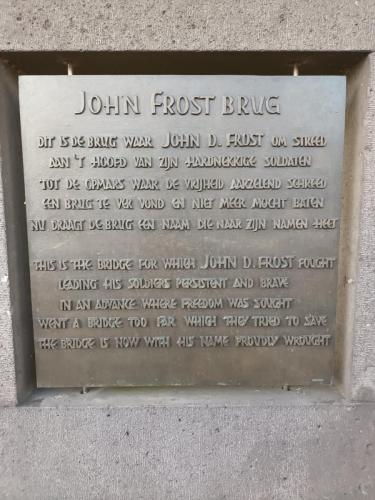 JOHN FROST BRUG
DIT IS DE BRUG WAAR JOHN D. FROST OM STREED
AAN 'T HOOFD VAN ZIJN HARDNEKKIGE SOLDATEN
TOT DE OPMARS WAAR DE VRIJHEID AARZELEND SCHREED
EEN BRUG TE VER VOND EN NIET MEER MOCHT BATEN
NU DRAAGT DE BRUG EEN NAAM DIE NAAR ZIJN NAMEN HEET
THIS IS THE BRIDGE FOR WHICH JOHN D. FROST FOUGHT
LEADING HIS SOLDIERS PERSISTENT AND BRAVE
IN AN ADVANCE WHERE FREEDOM WAS SOUGHT
WENT A BRIDGE TOO FAR WHICH THEY TRIED TO SAVE
THE BRIDGE IS NOW WITH HIS NAME PROUDLY WROUGHT